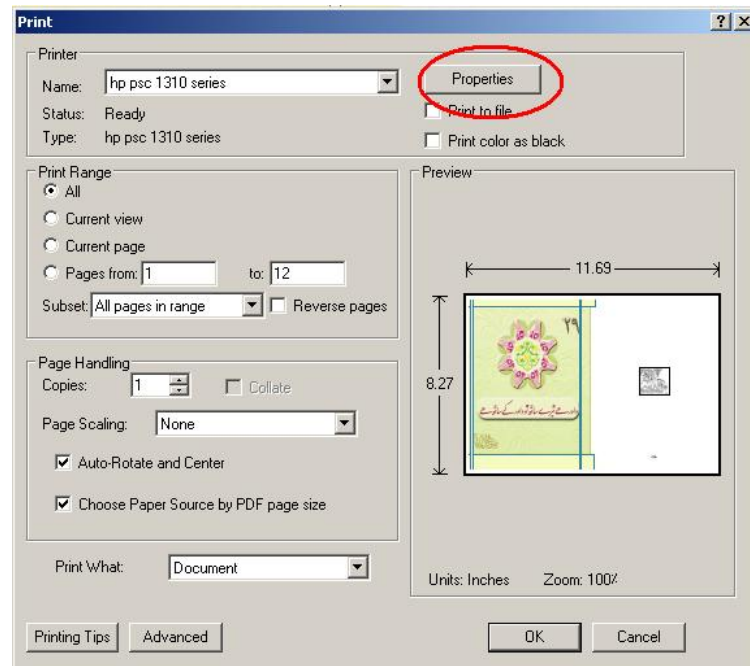 Print
Printer
Name: hp psc 1310 series Properties
Status: Ready Print to file
Type: hp psc 1310 series Print color as black
Print Range
All
Current view
Current page
Pages from: 1 to: 12
Subset: All pages in range Reverse pages
Page Handling
Copies: 1 Collate
Page Scaling: None
Auto-Rotate and Center
Choose Paper Source by PDF page size
Print What: Document
Preview
11.69
8.27
۲۹
Units: Inches Zoom: 100%
Printing Tips Advanced OK Cancel